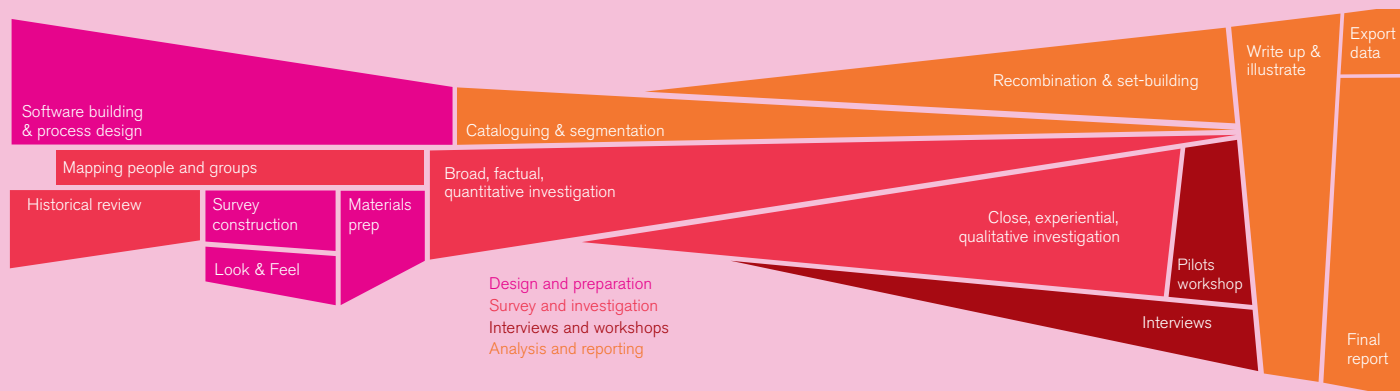 Software building
& process design
Mapping people and groups
Historical review
Survey
construction
Look & Feel
Materials
prep
Cataloguing & segmentation
Recombination & set-building
Broad, factual,
quantitative investigation
Close, experiential,
qualitative investigation
Pilots
workshop
Interviews
Write up &
illustrate
Export
data
Final
report
Design and preparation
Survey and investigation
Interviews and workshops
Analysis and reporting